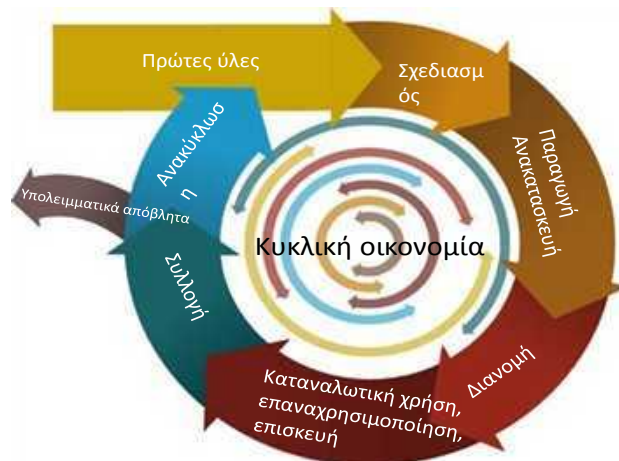 Πρώτες ύλες
Σχεδιασμ
ός
Παραγωγή
Ανακατασκευή
Διανομή
Καταναλωτική χρήση,
επαναχρησιμοποίηση,
επισκευή
Συλλογή
Υπολειμματικά απόβλητα
Ανακύκλωσ
η
Κυκλική οικονομία